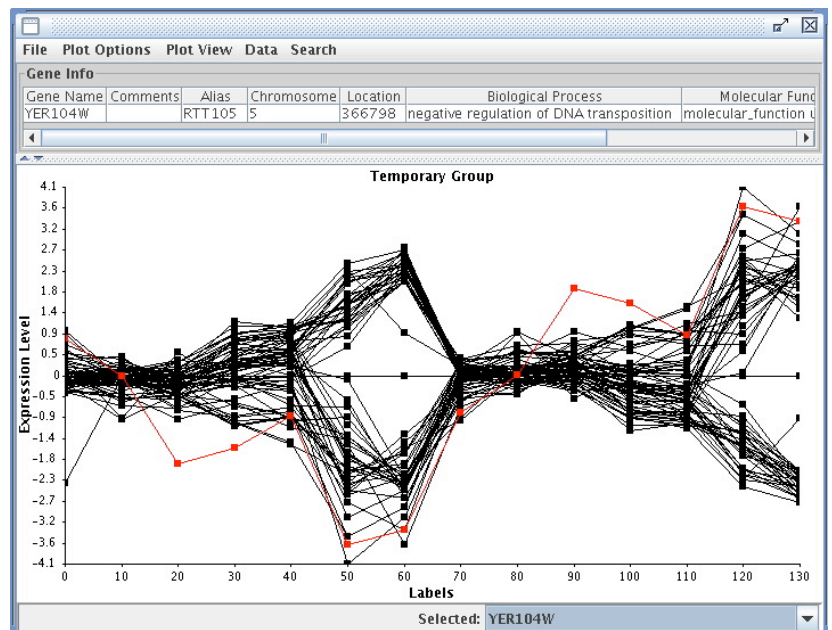 File Plot Options Plot View Data Search
Gene Info
Gene Name Comments Alias Chromosome Location Biological Process Molecular Func
YER104W RTT105 5 366798 negative regulation of DNA transposition molecular_function u
Temporary Group
4.1
3.6
3.2
2.7
2.3
1.8
1.4
0.9
0.5
0
-0.5
-0.9
-1.4
-1.8
-2.3
-2.7
-3.2
-3.6
-4.1
Expression Level
0 10 20 30 40 50 60 70 80 90 100 110 120 130
Labels
Selected: YER104W